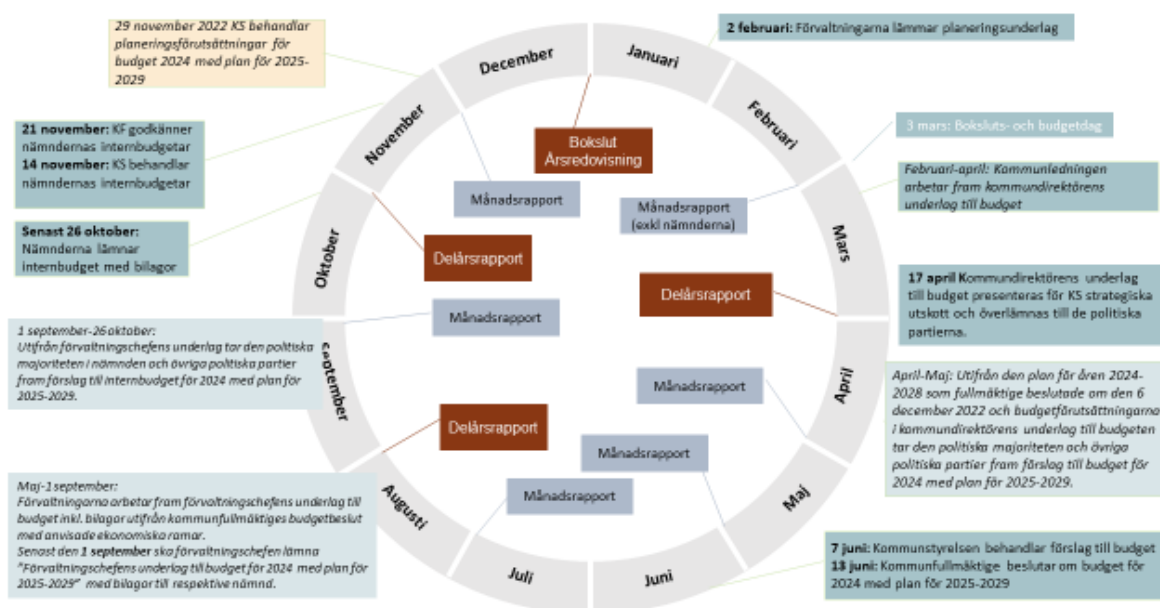 29 november 2022 KS behandlar
planeringsförutsättningar för
budget 2024 med plan för 2025-
2029
2 februari: Förvaltningarna lämmar planeringsunderlag
December
Januari
Februari
Mars
April
Maj
Juni
Juli
Augusti
september
Oktober
November
21 november: KF godkänner
nämndernas internbudgetar
14 november: KS behandlar
nämndernas internbudgetar
Senast 26 oktober:
Nämnderna lämnar
internbudget med bilagor
1 september-26 oktober:
Utifrån förvaltningschefens underlag tar den politiska
majoriteten i nämnden och övriga politiska partier
fram förslag till internbudget för 2024 med plan för
2025-2029.
Maj-1 september:
Förvaltningarna arbetar fram förvaltningschefens underlag till
budget inkl. bilagor utifrån kommunfullmäktiges budgetbeslut
med anvisade ekonomiska ramar.
Senast den 1 september ska förvaltningschefen lämna
"Förvaltningschefens underlag till budget för 2024 med plan för
2025-2029" med bilagor till respektive nämnd.
Bokslut
Årsredovisning
Månadsrapport
Månadsrapport
(exkl nämnderna)
Delårsrapport
Delårsrapport
Månadsrapport
Månadsrapport
Delårsrapport
Månadsrapport
Månadsrapport
3 mars: Boksluts- och budgetdag
Februari-april: Kommunledningen
arbetar fram kommundirektörens
underlag till budget
17 april Kommundirektörens underlag
till budget presenteras för KS strategiska
utskott och överlämnas till de politiska
partierna.
April-Maj: Utifrån den plan för åren 2024-
2028 som fullmäktige beslutade om den 6
december 2022 och budgetförutsättningarna
i kommundirektörens underlag till budgeten
tar den politiska majoriteten och övriga
politiska partier fram förslag till budget för
2024 med plan för 2025-2029.
7 juni: Kommunstyrelsen behandlar förslag till budget
13 juni: Kommunfullmäktige beslutar om budget för
2024 med plan för 2025-2029